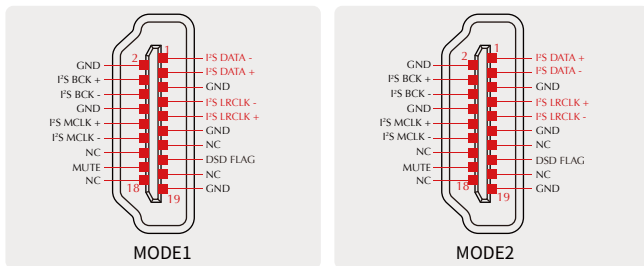 2
1
GND
I²S BCK +
I²S BCK -
GND
I²S MCLK +
I²S MCLK -
NC
MUTE
NC
18
I²S DATA -
I²S DATA +
GND
I²S LRCLK -
I²S LRCLK +
GND
NC
DSD FLAG
NC
GND
19
MODE1
2
1
GND
I²S BCK +
I²S BCK -
GND
I²S MCLK +
I²S MCLK -
NC
MUTE
NC
18
I²S DATA +
I²S DATA -
GND
I²S LRCLK +
I²S LRCLK -
GND
NC
DSD FLAG
NC
GND
19
MODE2